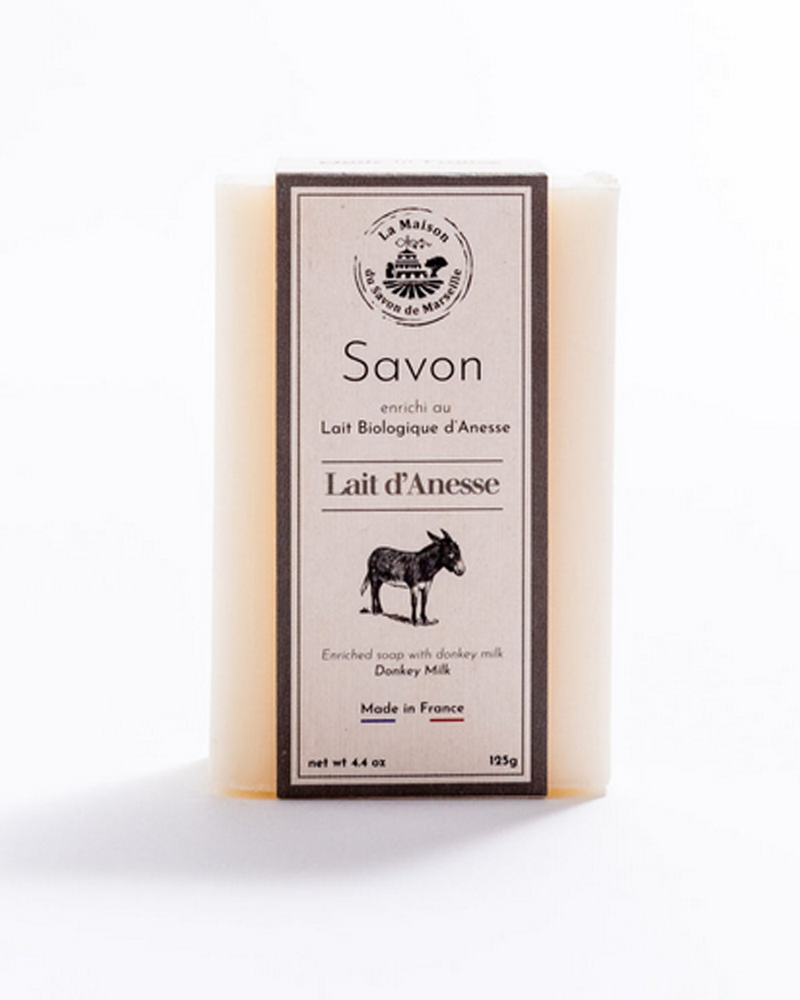 La Maison
du Savon de Marseille
Savon
enrichi au
Lait Biologique d'Anesse
Lait d'Anesse
Enriched soap with donkey milk
Donkey Milk
Made in France
net wt 4.4 oz 125g